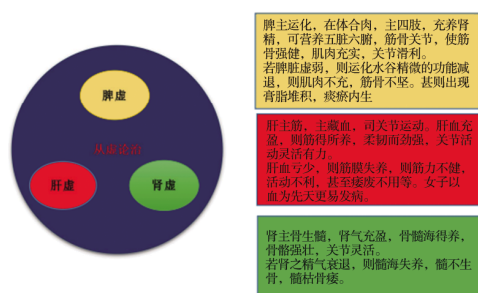 脾虚
从虚论治
肝虚
肾虚
脾主运化，在体合肉，主四肢，充养肾
精，可营养五脏六腑，筋骨关节，使筋
骨强健，肌肉充实，关节滑利。
若脾脏虚弱，则运化水谷精微的功能减
退，则肌肉不充，筋骨不坚。甚则出现
膏脂堆积，痰瘀内生
肝主筋，主藏血，司关节运动。肝血充
盈，则筋得所养，柔韧而劲强，关节活
动灵活有力。
肝血亏少，则筋膜失养，则筋力不健，
活动不利，甚至痿废不用等。女子以
血为先天更易发病。
肾主骨生髓，肾气充盈，骨髓海得养，
骨骼强壮，关节灵活。
若肾之精气衰退，则髓海失养，髓不生
骨，髓枯骨痿。